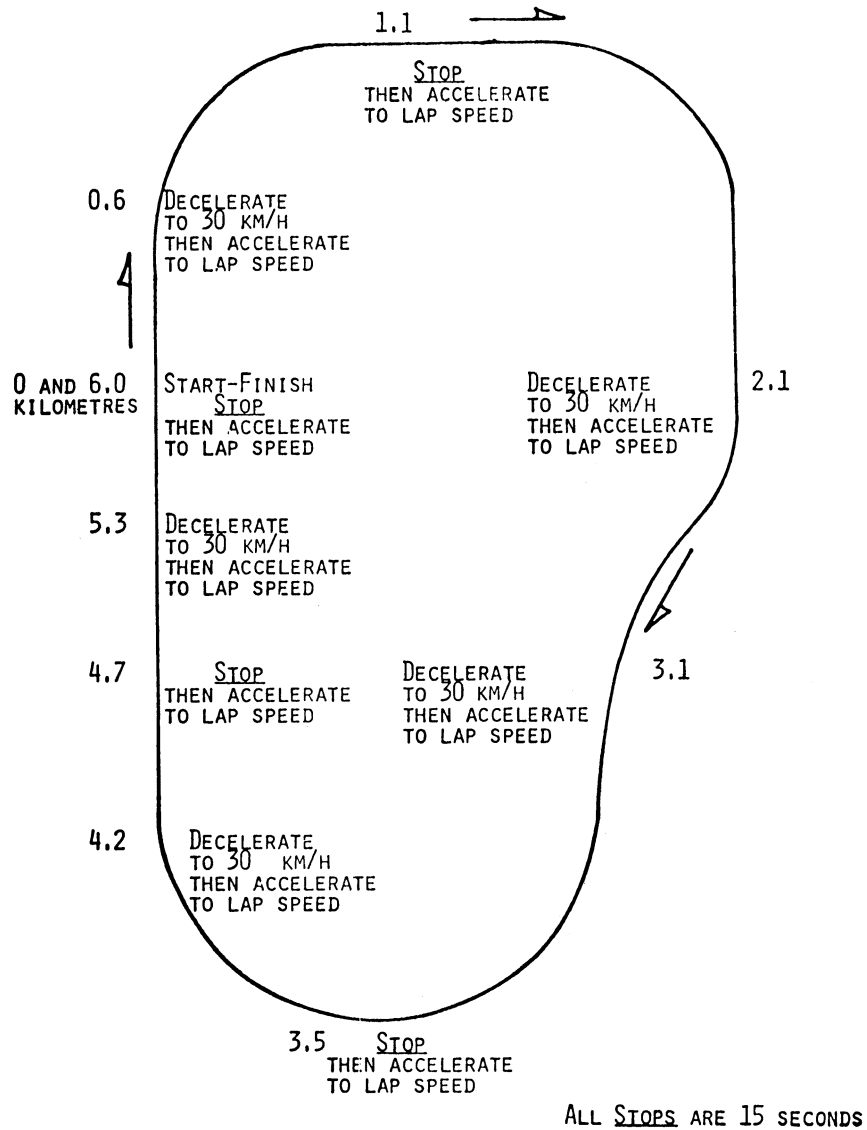 1.1
STOP
THEN ACCELERATE
TO LAP SPEED
0.6
DECELERATE
TO 30 KM/H
THEN ACCELERATE
TO LAP SPEED
0 AND 6.0
KILOMETRES
START-FINISH
STOP
THEN ACCELERATE
TO LAP SPEED
DECELERATE
TO 30 KM/H
THEN ACCELERATE
TO LAP SPEED
2.1
5.3
DECELERATE
TO 30 KM/H
THEN ACCELERATE
TO LAP SPEED
4.7
STOP
THEN ACCELERATE
TO LAP SPEED
DECELERATE
TO 30 KM/H
THEN ACCELERATE
TO LAP SPEED
3.1
4.2
DECELERATE
TO 30 KM/H
THEN ACCELERATE
TO LAP SPEED
3.5 STOP
THEN ACCELERATE
TO LAP SPEED
ALL STOPS ARE 15 SECONDS